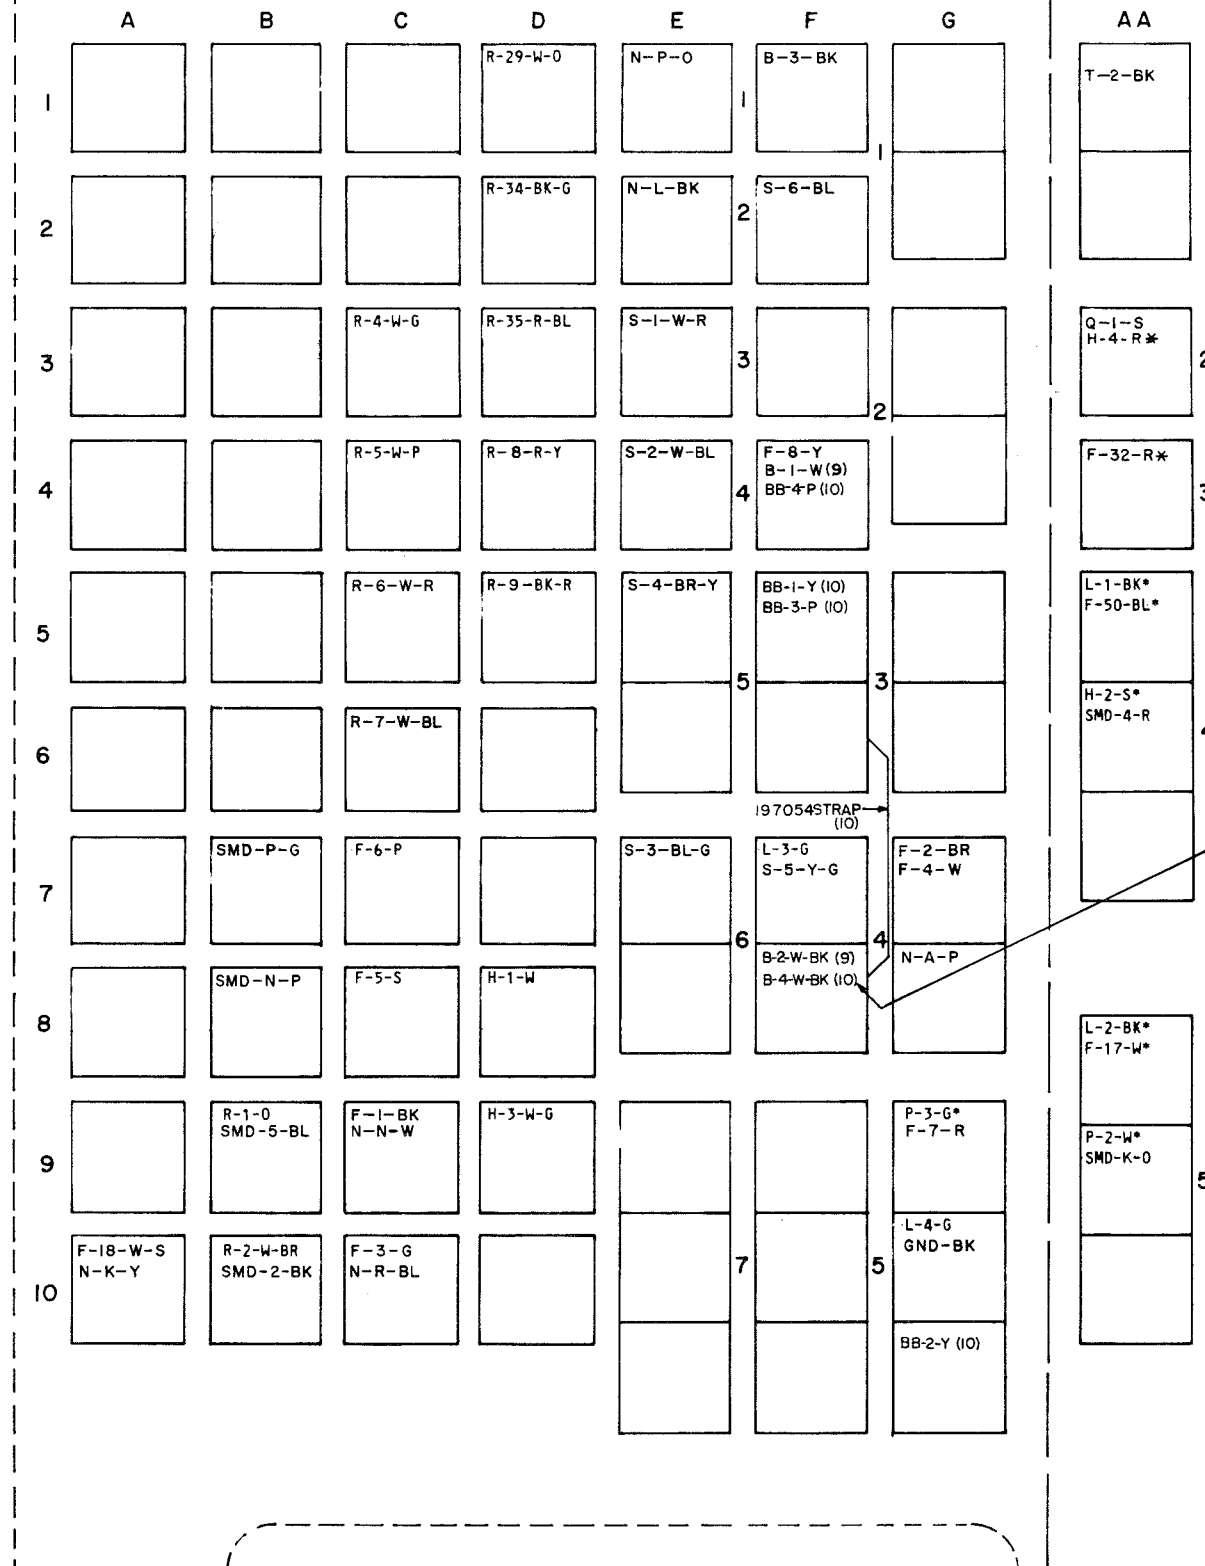 A B C D E F G AA
R-29-W-O N-P-O B-3-BK
T-2-BK
1 1
1
R-34-BK-G N-L-BK S-6-BL
2 2
R-4-W-G R-35-R-BL S-1-W-R Q-1-S
H-4-R*
3 3 2
2
R-5-W-P R-8-R-Y S-2-W-BL F-8-Y F-32-R*
B-1-W(9)
BB-4-P (10)
4 4 3
R-6-W-R R-9-BK-R S-4-BR-Y BB-1-Y (10) L-1-BK*
BB-3-P (10) F-50-BL*
5
5 3
H-2-S*
R-7-W-BL SMD-4-R
6 4
197054 STRAP
(10)
SMD-P-G F-6-P S-3-BL-G L-3-G F-2-BR
S-5-Y-G F-4-W
7
6 4
B-2-W-BK (9) N-A-P
SMD-N-P F-5-S H-1-W B-4-W-BK (10)
8
L-2-BK*
F-17-W*
R-1-O F-1-BK H-3-W-G P-3-G*
SMD-5-BL N-N-W F-7-R
P-2-W*
SMD-K-O
9 5
L-4-G
F-18-W-S R-2-W-BR F-3-G GND-BK
N-K-Y SMD-2-BK N-R-BL
10 7 5
BB-2-Y (10)